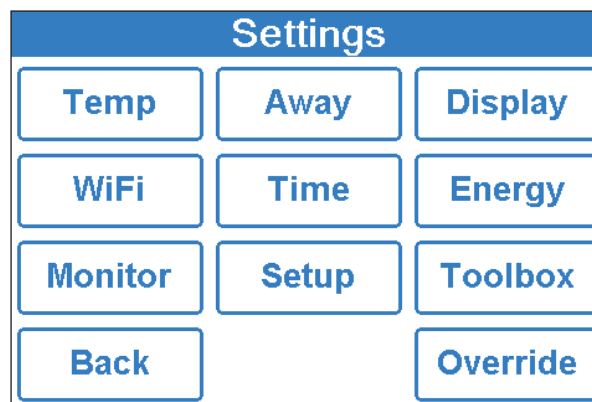 Settings
Temp Away Display
WiFi Time Energy
Monitor Setup Toolbox
Back Override